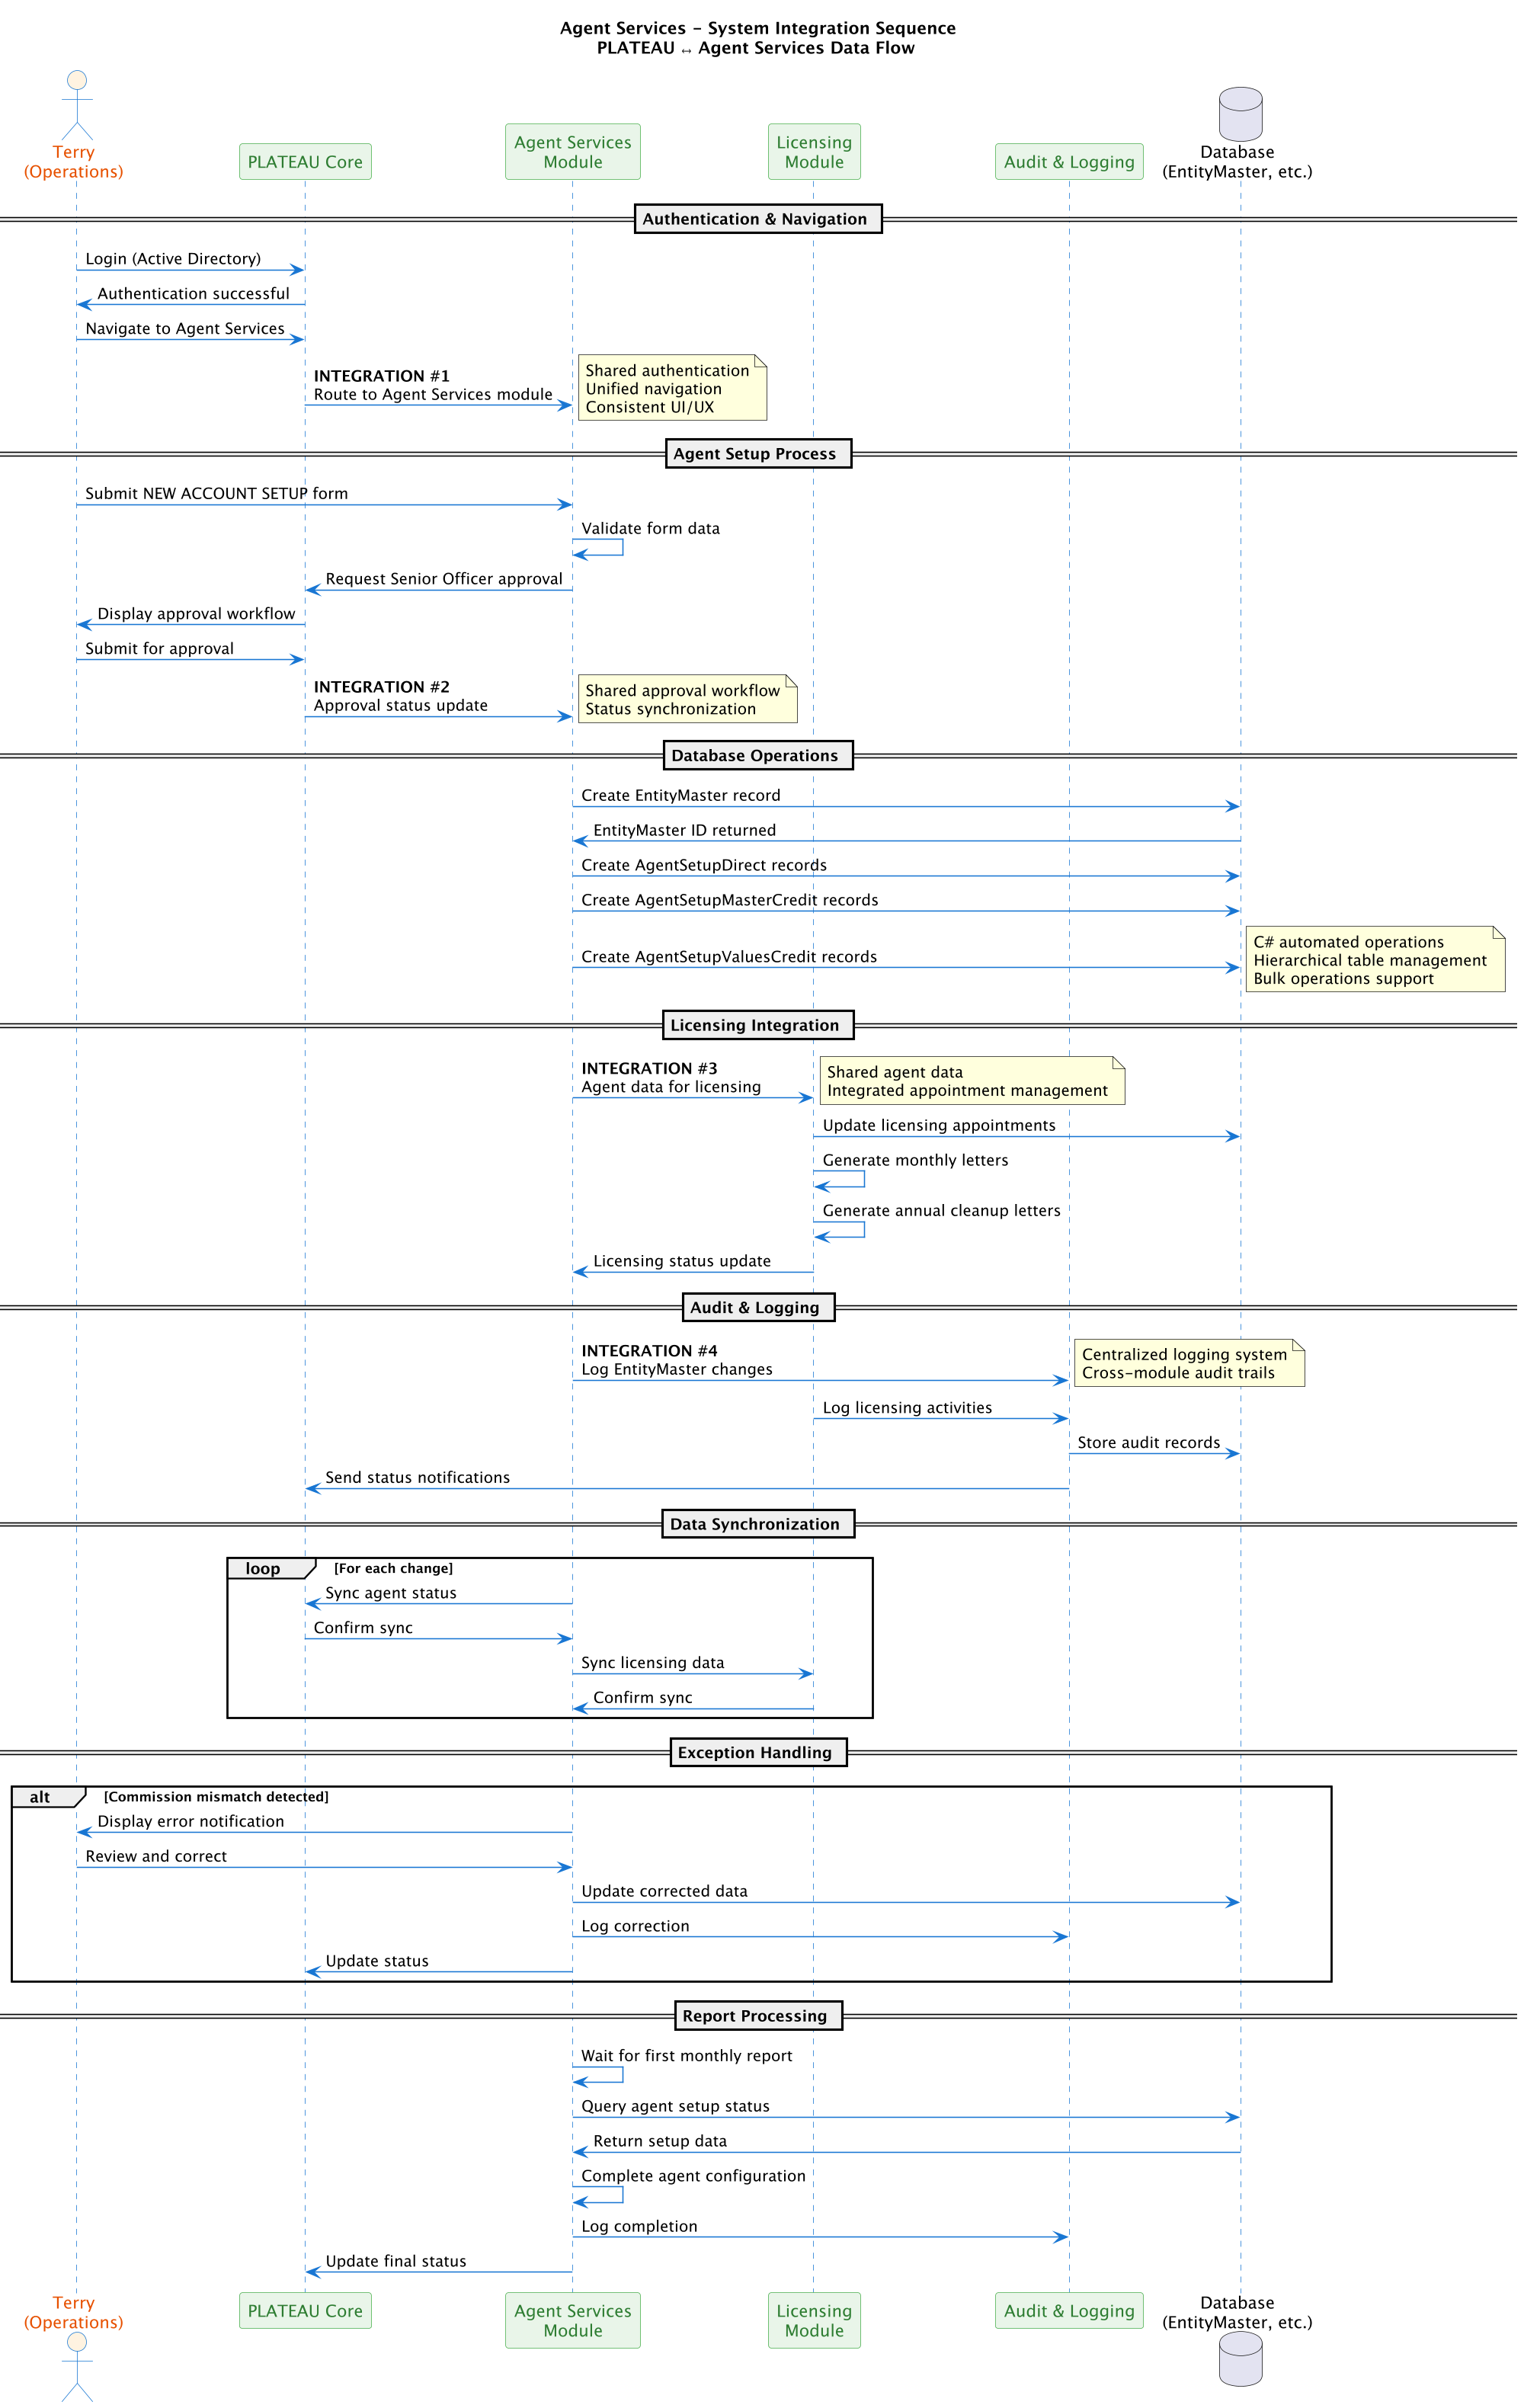 Agent Services - System Integration Sequence
PLATEAU ↔ Agent Services Data Flow
Terry
(Operations)
PLATEAU Core
Agent Services
Module
Licensing
Module
Audit & Logging
Database
(EntityMaster, etc.)
Authentication & Navigation
Login (Active Directory)
Authentication successful
Navigate to Agent Services
INTEGRATION #1
Route to Agent Services module
Shared authentication
Unified navigation
Consistent UI/UX
Agent Setup Process
Submit NEW ACCOUNT SETUP form
Validate form data
Request Senior Officer approval
Display approval workflow
Submit for approval
INTEGRATION #2
Approval status update
Shared approval workflow
Status synchronization
Database Operations
Create EntityMaster record
EntityMaster ID returned
Create AgentSetupDirect records
Create AgentSetupMasterCredit records
Create AgentSetupValuesCredit records
C# automated operations
Hierarchical table management
Bulk operations support
Licensing Integration
INTEGRATION #3
Agent data for licensing
Shared agent data
Integrated appointment management
Update licensing appointments
Generate monthly letters
Generate annual cleanup letters
Licensing status update
Audit & Logging
INTEGRATION #4
Log EntityMaster changes
Centralized logging system
Cross-module audit trails
Log licensing activities
Store audit records
Send status notifications
Data Synchronization
loop [For each change]
Sync agent status
Confirm sync
Sync licensing data
Confirm sync
Exception Handling
alt [Commission mismatch detected]
Display error notification
Review and correct
Update corrected data
Log correction
Update status
Report Processing
Wait for first monthly report
Query agent setup status
Return setup data
Complete agent configuration
Log completion
Update final status
Terry
(Operations)
PLATEAU Core
Agent Services
Module
Licensing
Module
Audit & Logging
Database
(EntityMaster, etc.)